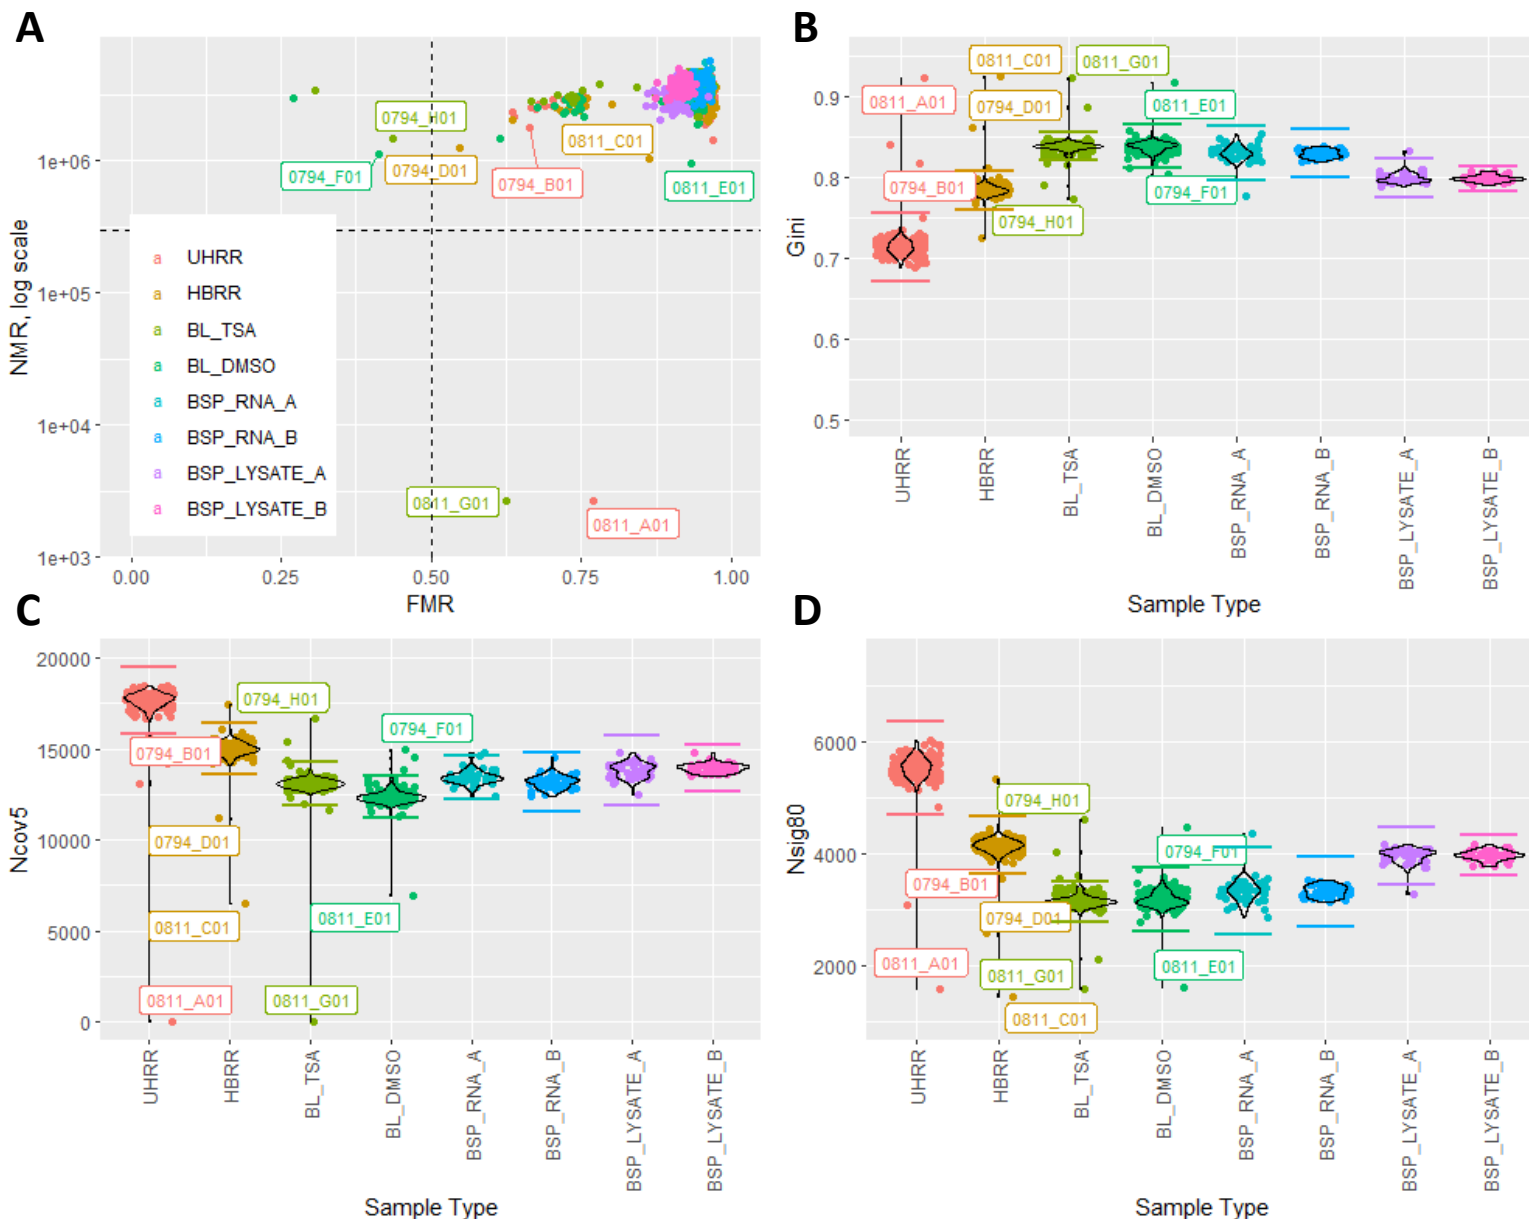 A
NMR, log scale
1e+06
1e+05
1e+04
1e+03
0794_H01
0794_F01
0794_D01
0794_B01
0811_C01
0811_E01
0811_G01
0811_A01
a UHRR
a HBRR
a BL_TSA
a BL_DMSO
a BSP_RNA_A
a BSP_RNA_B
a BSP_LYSATE_A
a BSP_LYSATE_B
0.00 0.25 0.50 0.75 1.00
FMR
B
Gini
0.9
0.8
0.7
0.6
0.5
0811_C01
0811_G01
0811_A01
0794_D01
0811_E01
0794_B01
0794_F01
0794_H01
UHRR
HBRR
BL_TSA
BL_DMSO
BSP_RNA_A
BSP_RNA_B
BSP_LYSATE_A
BSP_LYSATE_B
Sample Type
C
Ncov5
20000
15000
10000
5000
0
0794_H01
0794_F01
0794_B01
0794_D01
0811_C01
0811_E01
0811_A01
0811_G01
UHRR
HBRR
BL_TSA
BL_DMSO
BSP_RNA_A
BSP_RNA_B
BSP_LYSATE_A
BSP_LYSATE_B
Sample Type
D
Nsig80
6000
4000
2000
0794_H01
0794_F01
0794_B01
0794_D01
0811_A01
0811_G01
0811_E01
0811_C01
UHRR
HBRR
BL_TSA
BL_DMSO
BSP_RNA_A
BSP_RNA_B
BSP_LYSATE_A
BSP_LYSATE_B
Sample Type